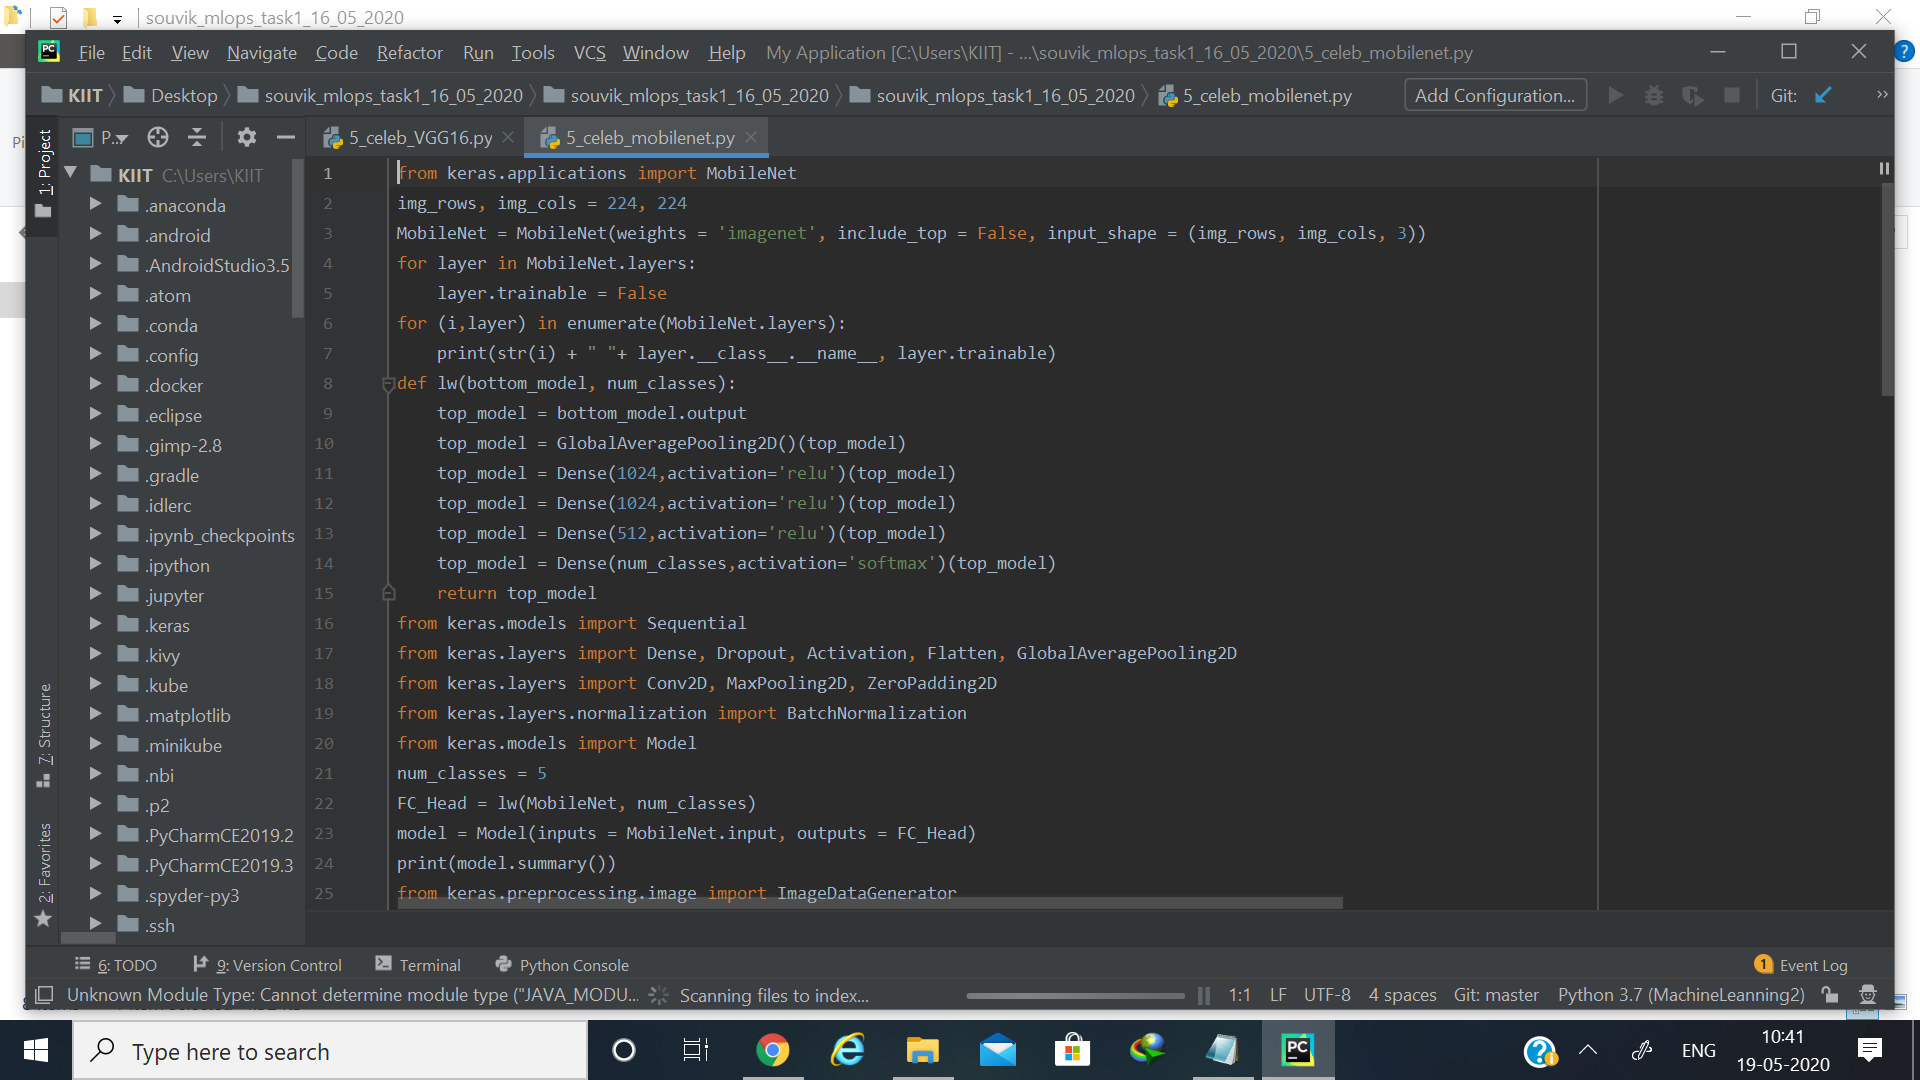 souvik_mlops_task1_16_05_2020
File Edit View Navigate Code Refactor Run Tools VCS Window Help My Application [C:\Users\KIIT] - ...\souvik_mlops_task1_16_05_2020\5_celeb_mobilenet.py
KIIT Desktop souvik_mlops_task1_16_05_2020 souvik_mlops_task1_16_05_2020 souvik_mlops_task1_16_05_2020 5_celeb_mobilenet.py Add Configuration... Git:
P.. 5_celeb_VGG16.py 5_celeb_mobilenet.py
1: Project
7: Structure
2: Favorites
KIIT C:\Users\KIIT
.anaconda
.android
.AndroidStudio3.5
.atom
.conda
.config
.docker
.eclipse
.gimp-2.8
.gradle
.idlerc
.ipynb_checkpoints
.ipython
.jupyter
.keras
.kivy
.kube
.matplotlib
.minikube
.nbi
.p2
.PyCharmCE2019.2
.PyCharmCE2019.3
.spyder-py3
.ssh
1 from keras.applications import MobileNet
2 img_rows, img_cols = 224, 224
3 MobileNet = MobileNet(weights = 'imagenet', include_top = False, input_shape = (img_rows, img_cols, 3))
4 for layer in MobileNet.layers:
5     layer.trainable = False
6 for (i,layer) in enumerate(MobileNet.layers):
7     print(str(i) + " "+ layer.__class__.__name__, layer.trainable)
8 def lw(bottom_model, num_classes):
9     top_model = bottom_model.output
10     top_model = GlobalAveragePooling2D()(top_model)
11     top_model = Dense(1024,activation='relu')(top_model)
12     top_model = Dense(1024,activation='relu')(top_model)
13     top_model = Dense(512,activation='relu')(top_model)
14     top_model = Dense(num_classes,activation='softmax')(top_model)
15     return top_model
16 from keras.models import Sequential
17 from keras.layers import Dense, Dropout, Activation, Flatten, GlobalAveragePooling2D
18 from keras.layers import Conv2D, MaxPooling2D, ZeroPadding2D
19 from keras.layers.normalization import BatchNormalization
20 from keras.models import Model
21 num_classes = 5
22 FC_Head = lw(MobileNet, num_classes)
23 model = Model(inputs = MobileNet.input, outputs = FC_Head)
24 print(model.summary())
25 from keras.preprocessing.image import ImageDataGenerator
6: TODO 9: Version Control Terminal Python Console 1 Event Log
Unknown Module Type: Cannot determine module type ("JAVA_MODU... Scanning files to index... 1:1 LF UTF-8 4 spaces Git: master Python 3.7 (MachineLeanning2)
Type here to search
ENG
10:41
19-05-2020